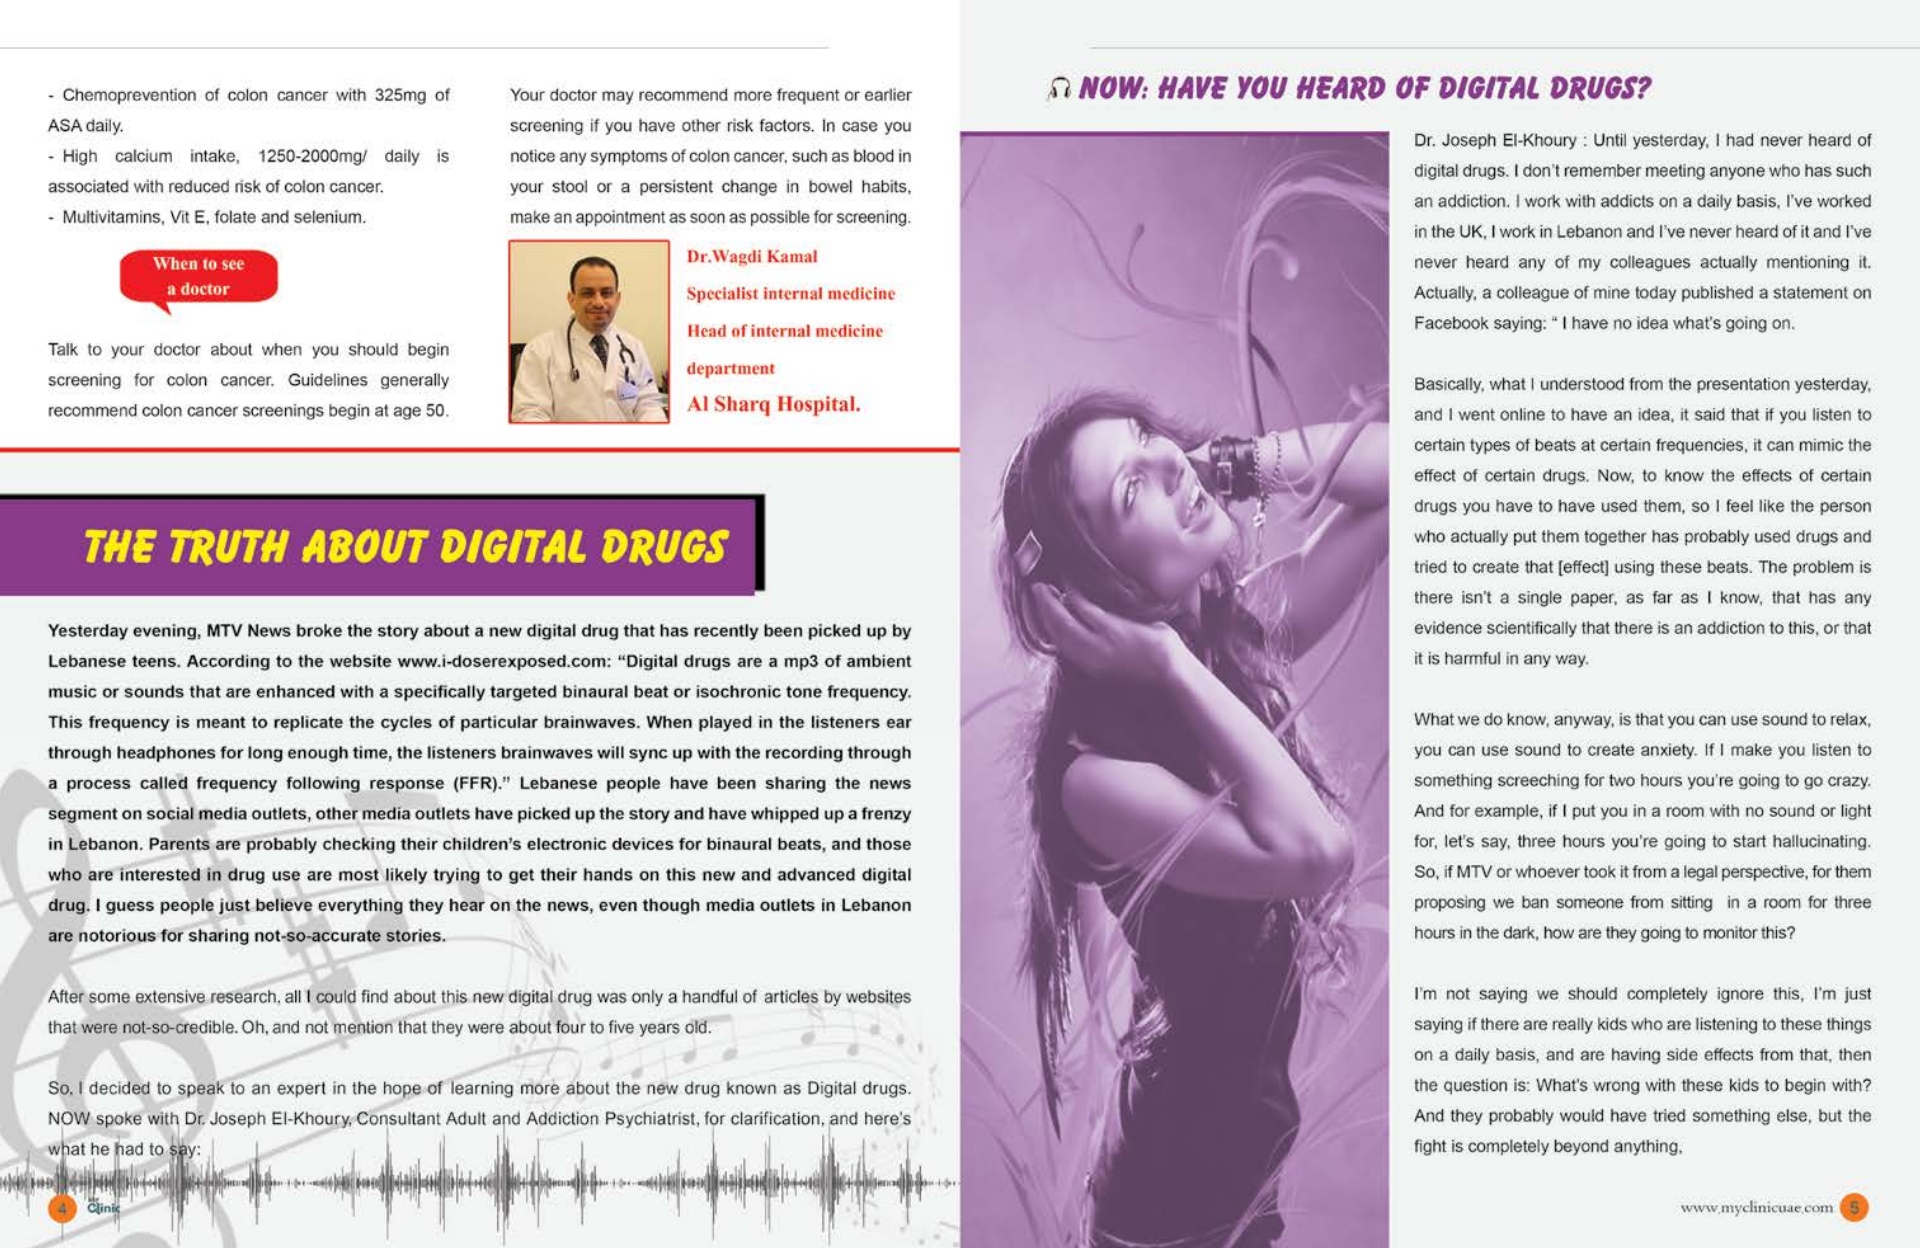 - Chemoprevention of colon cancer with 325mg of
ASA daily.
- High calcium intake, 1250-2000mg/ daily is
associated with reduced risk of colon cancer.
- Multivitamins, Vit E, folate and selenium.
When to see
a doctor
Talk to your doctor about when you should begin
screening for colon cancer. Guidelines generally
recommend colon cancer screenings begin at age 50.
Your doctor may recommend more frequent or earlier
screening if you have other risk factors. In case you
notice any symptoms of colon cancer, such as blood in
your stool or a persistent change in bowel habits,
make an appointment as soon as possible for screening.
Dr.Wagdi Kamal
Specialist internal medicine
Head of internal medicine
department
Al Sharq Hospital.
THE TRUTH ABOUT DIGITAL DRUGS
Yesterday evening, MTV News broke the story about a new digital drug that has recently been picked up by
Lebanese teens. According to the website www.i-doserexposed.com: “Digital drugs are a mp3 of ambient
music or sounds that are enhanced with a specifically targeted binaural beat or isochronic tone frequency.
This frequency is meant to replicate the cycles of particular brainwaves. When played in the listeners ear
through headphones for long enough time, the listeners brainwaves will sync up with the recording through
a process called frequency following response (FFR).” Lebanese people have been sharing the news
segment on social media outlets, other media outlets have picked up the story and have whipped up a frenzy
in Lebanon. Parents are probably checking their children’s electronic devices for binaural beats, and those
who are interested in drug use are most likely trying to get their hands on this new and advanced digital
drug. I guess people just believe everything they hear on the news, even though media outlets in Lebanon
are notorious for sharing not-so-accurate stories.
After some extensive research, all I could find about this new digital drug was only a handful of articles by websites
that were not-so-credible. Oh, and not mention that they were about four to five years old.
So, I decided to speak to an expert in the hope of learning more about the new drug known as Digital drugs.
NOW spoke with Dr. Joseph El-Khoury, Consultant Adult and Addiction Psychiatrist, for clarification, and here’s
what he had to say:
4
Clinic
NOW: HAVE YOU HEARD OF DIGITAL DRUGS?
Dr. Joseph El-Khoury : Until yesterday, I had never heard of
digital drugs. I don’t remember meeting anyone who has such
an addiction. I work with addicts on a daily basis, I’ve worked
in the UK, I work in Lebanon and I’ve never heard of it and I’ve
never heard any of my colleagues actually mentioning it.
Actually, a colleague of mine today published a statement on
Facebook saying: “ I have no idea what’s going on.
Basically, what I understood from the presentation yesterday,
and I went online to have an idea, it said that if you listen to
certain types of beats at certain frequencies, it can mimic the
effect of certain drugs. Now, to know the effects of certain
drugs you have to have used them, so I feel like the person
who actually put them together has probably used drugs and
tried to create that [effect] using these beats. The problem is
there isn’t a single paper, as far as I know, that has any
evidence scientifically that there is an addiction to this, or that
it is harmful in any way.
What we do know, anyway, is that you can use sound to relax,
you can use sound to create anxiety. If I make you listen to
something screeching for two hours you’re going to go crazy.
And for example, if I put you in a room with no sound or light
for, let’s say, three hours you’re going to start hallucinating.
So, if MTV or whoever took it from a legal perspective, for them
proposing we ban someone from sitting in a room for three
hours in the dark, how are they going to monitor this?
I’m not saying we should completely ignore this, I’m just
saying if there are really kids who are listening to these things
on a daily basis, and are having side effects from that, then
the question is: What’s wrong with these kids to begin with?
And they probably would have tried something else, but the
fight is completely beyond anything,
www.myclinicuae.com
5